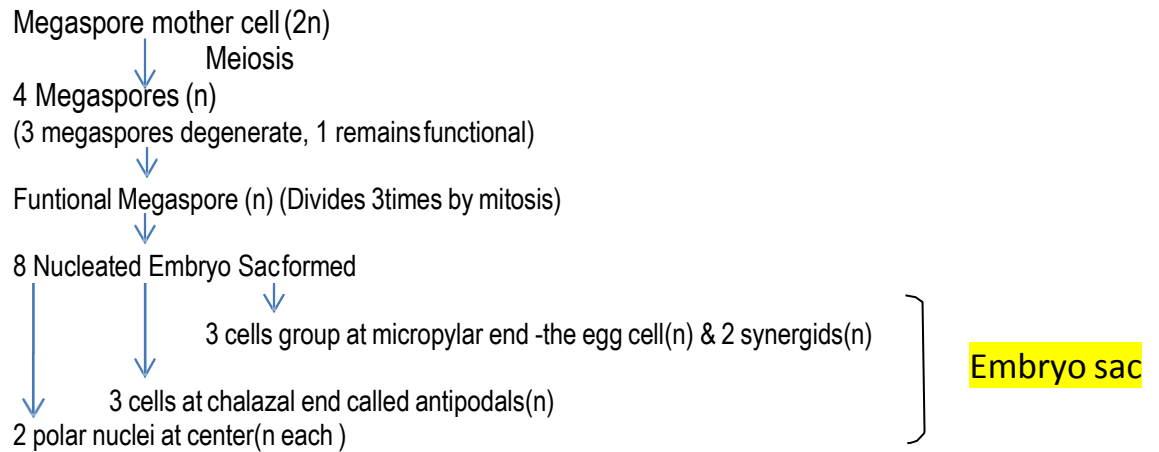 Megaspore mother cell (2n)
Meiosis
4 Megaspores (n)
(3 megaspores degenerate, 1 remains functional)
Funtional Megaspore (n) (Divides 3times by mitosis)
8 Nucleated Embryo Sacformed
3 cells group at micropylar end -the egg cell(n) & 2 synergids(n)
Embryo sac
3 cells at chalazal end called antipodals(n)
2 polar nuclei at center(n each )